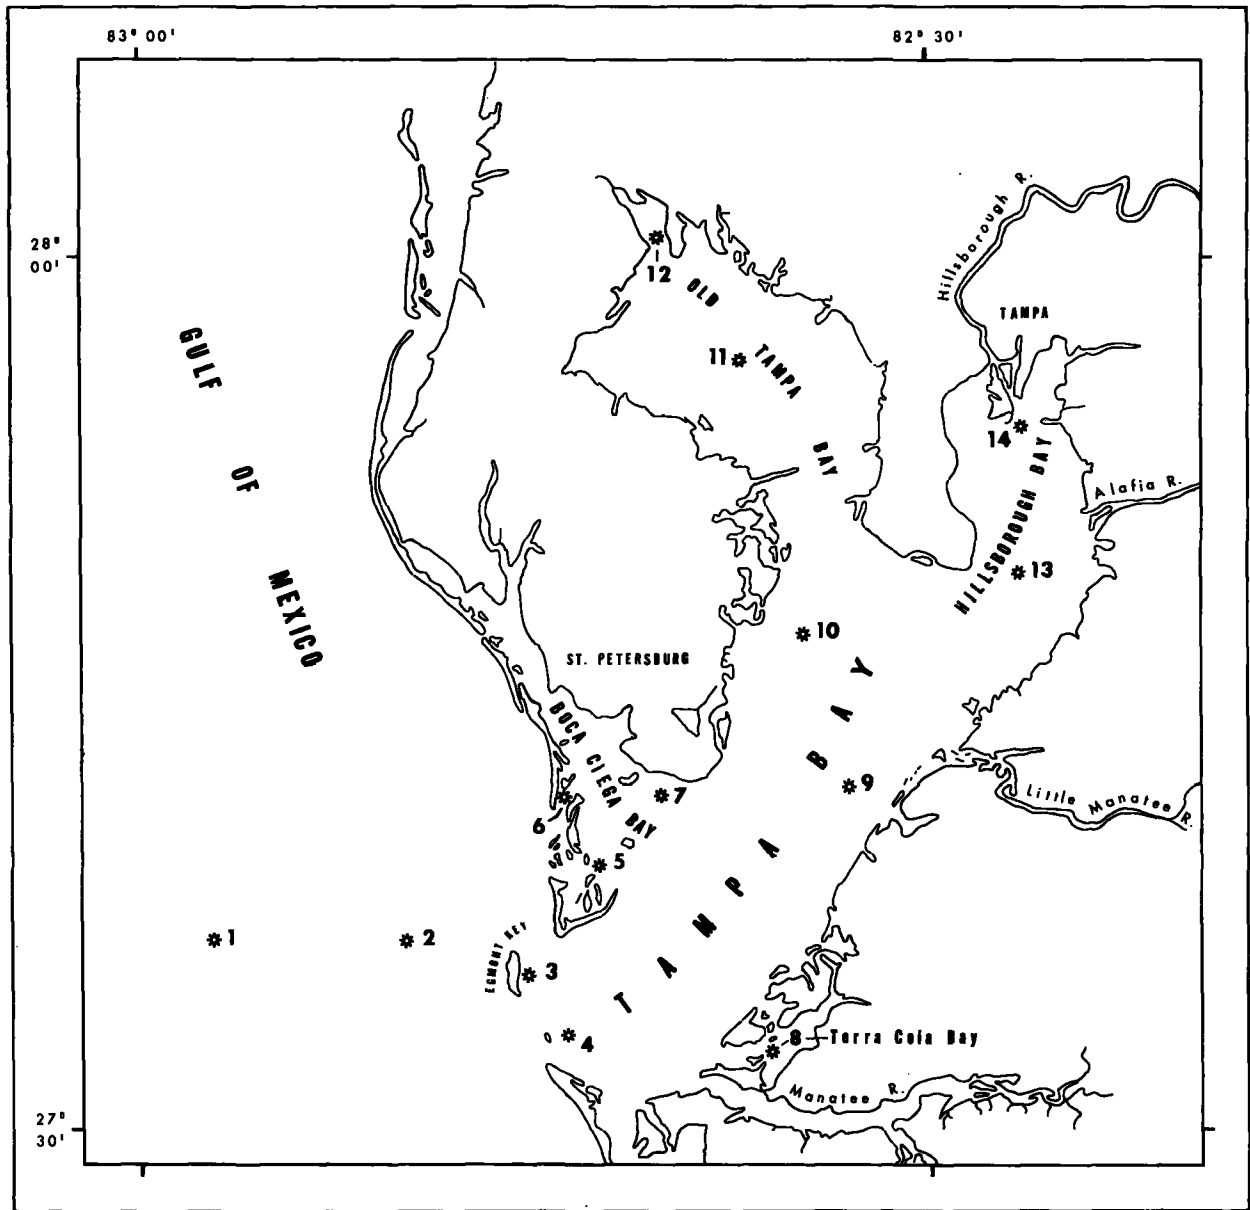 83° 00'
82° 30'
28°
00'
Hillsborough R.
12
OLD
TAMPA
GULF
11
TAMPA
14
BAY
OF
HILLSBOROUGH BAY
Alafia R.
MEXICO
13
10
ST. PETERSBURG
BAY
BOCA CIEGA BAY
9
7
Little Manatee R.
6
5
1
2
EGMONT KEY
3
TAMPA
4
8
Terra Ceia Bay
Manatee R.
27°
30'